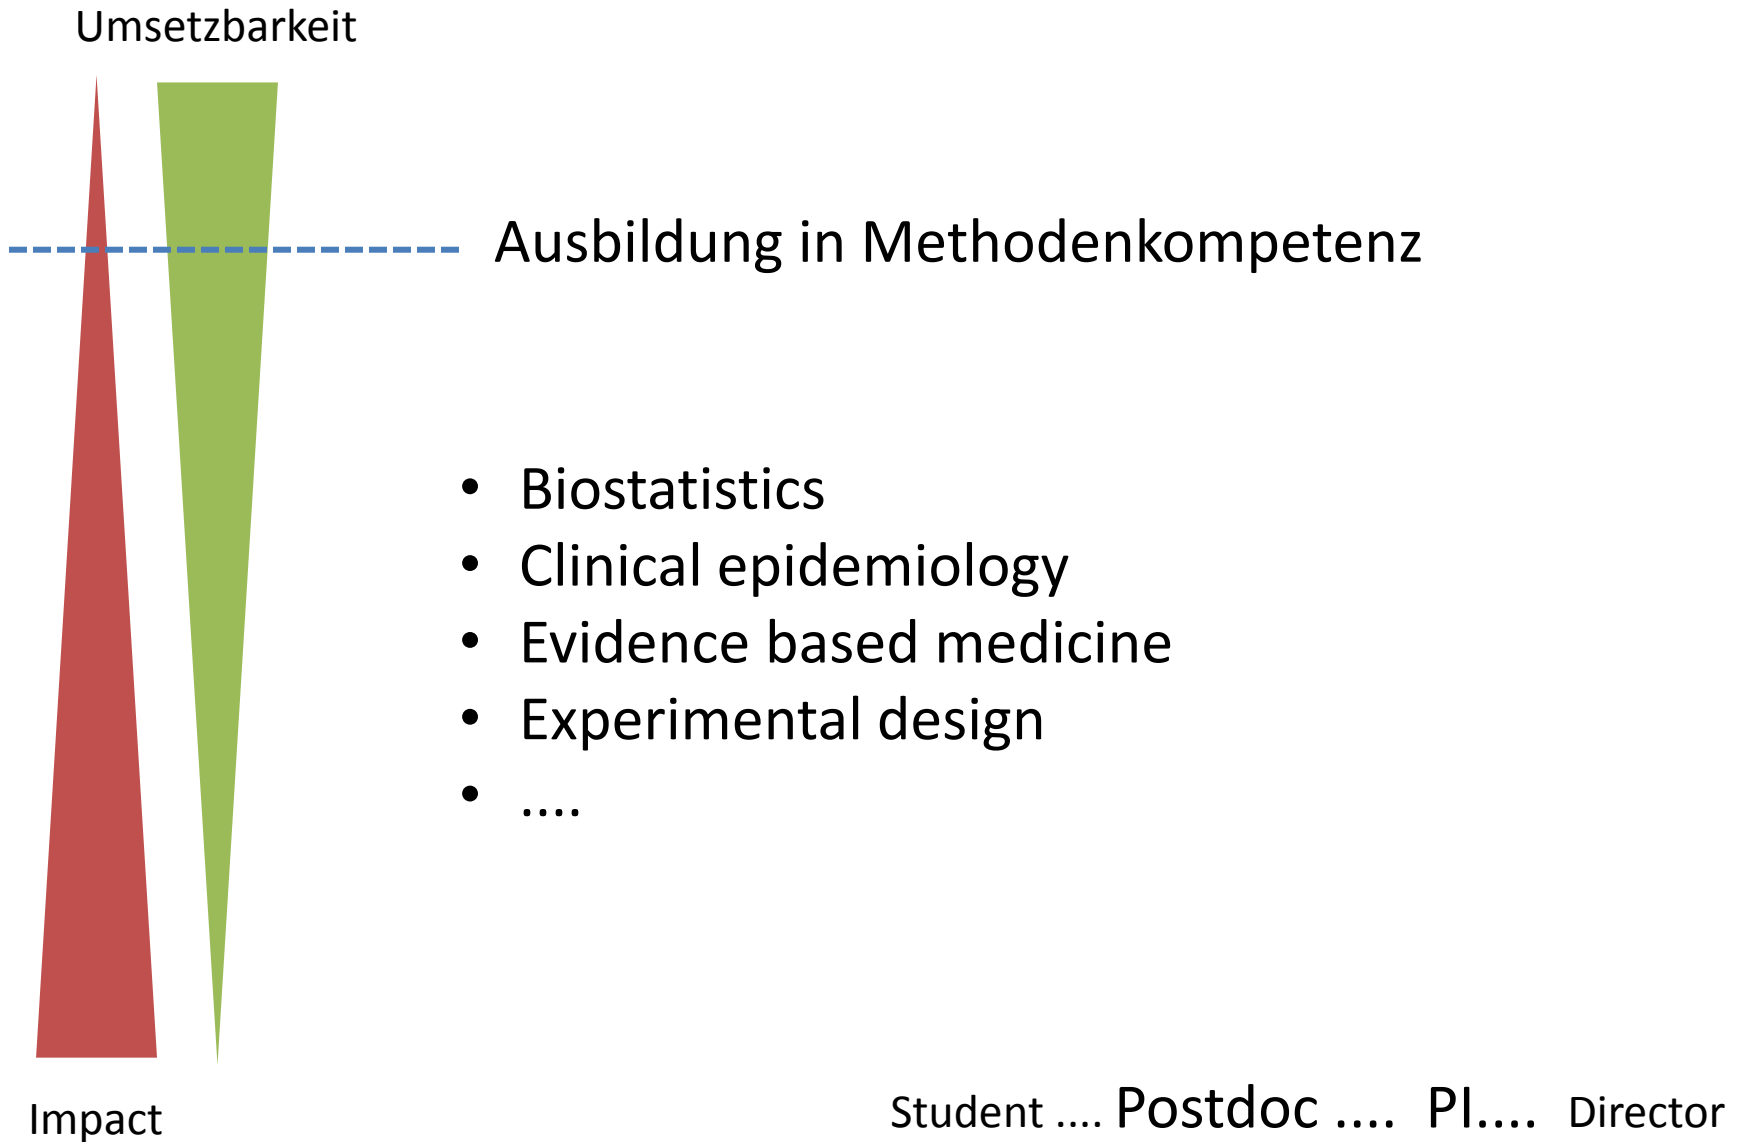 Umsetzbarkeit
Ausbildung in Methodenkompetenz
• Biostatistics
• Clinical epidemiology
• Evidence based medicine
• Experimental design
• ....
Impact
Student .... Postdoc .... PI.... Director